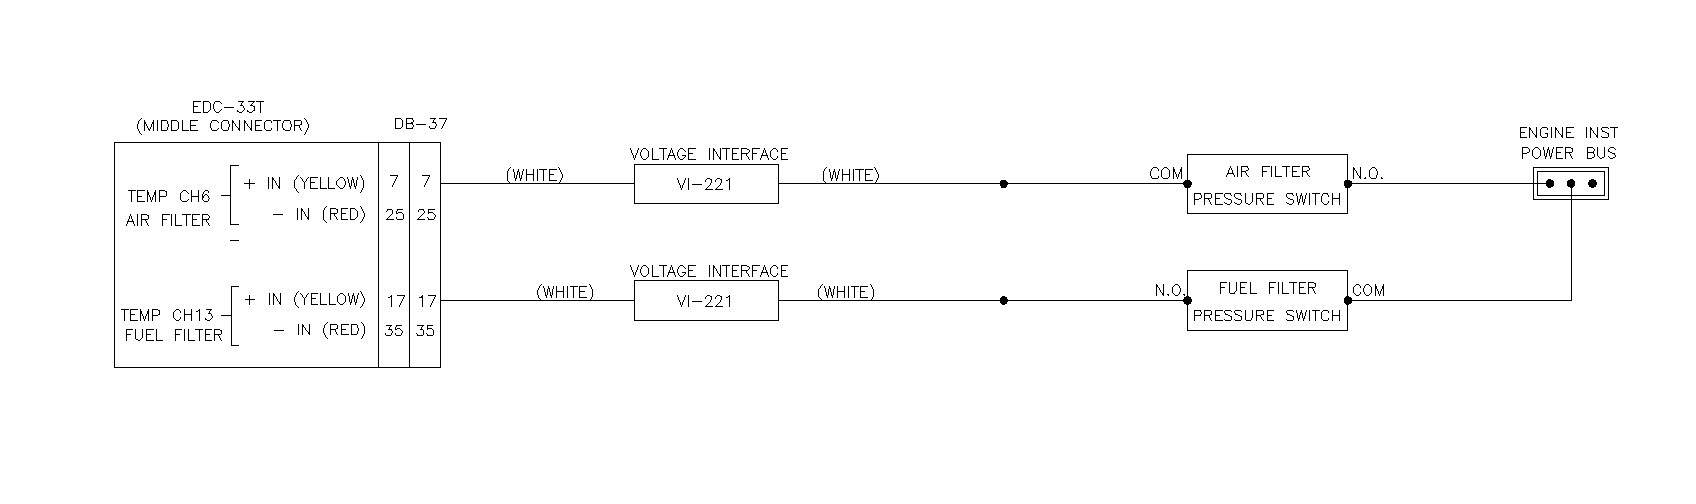 EDC-33T
(MIDDLE CONNECTOR)
DB-37
TEMP CH6
AIR FILTER
+ IN (YELLOW)
7
7
- IN (RED)
25
25
-
TEMP CH13
FUEL FILTER
+ IN (YELLOW)
17
17
- IN (RED)
35
35
(WHITE)
VOLTAGE INTERFACE
VI-221
(WHITE)
COM
AIR FILTER
PRESSURE SWITCH
N.O.
ENGINE INST
POWER BUS
(WHITE)
VOLTAGE INTERFACE
VI-221
(WHITE)
N.O.
FUEL FILTER
PRESSURE SWITCH
COM